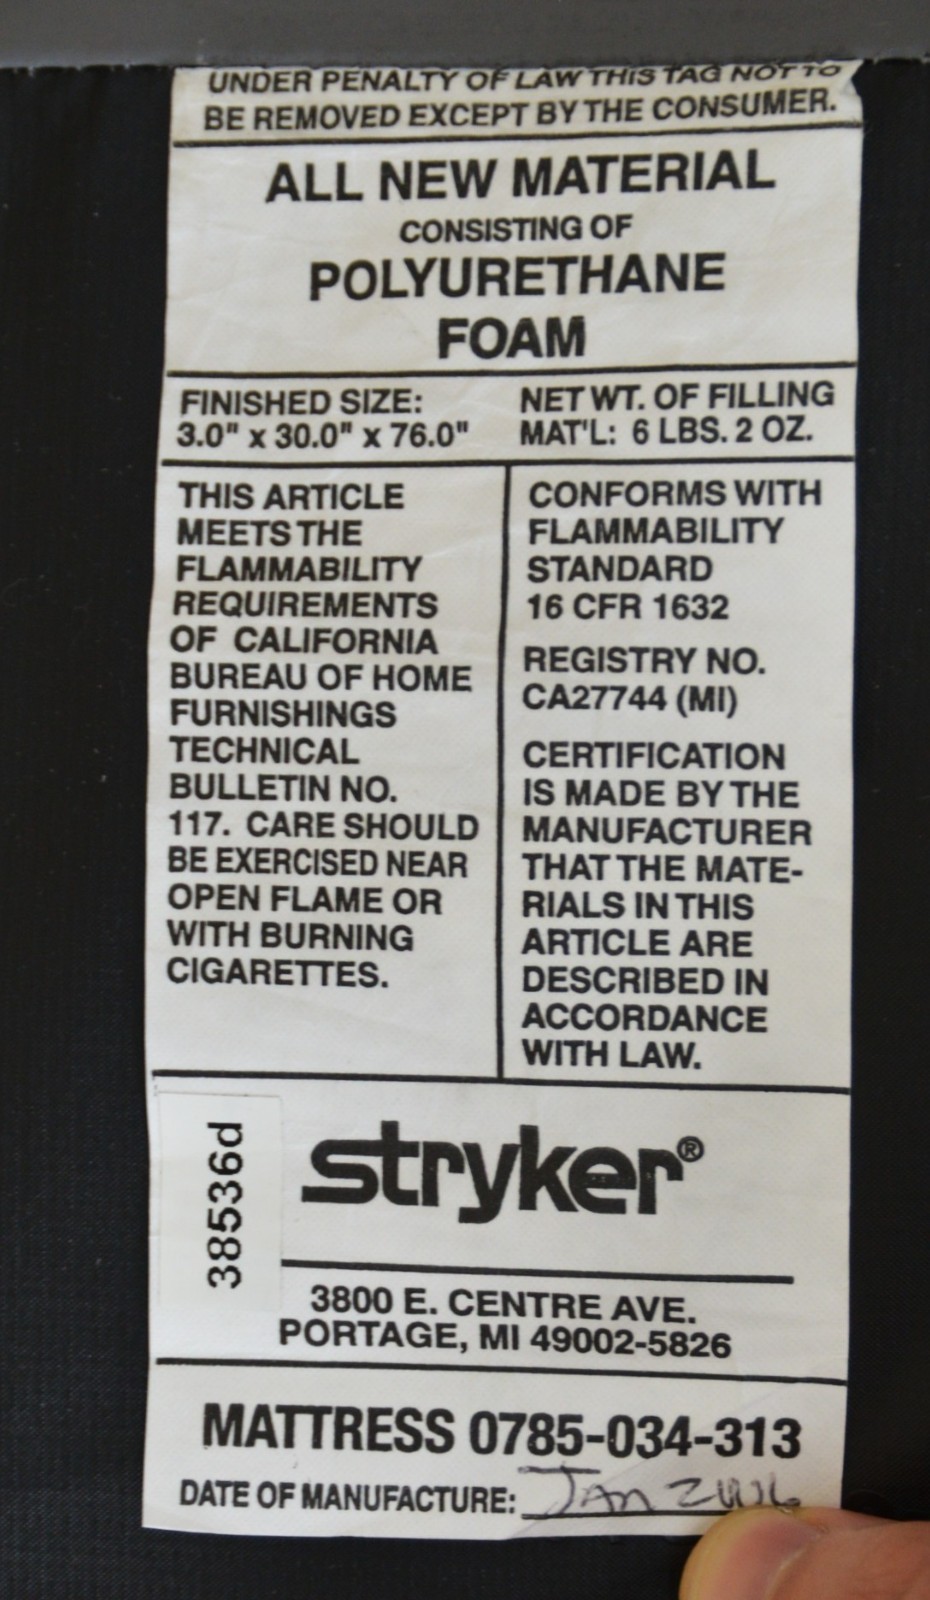 UNDER PENALTY OF LAW THIS TAG NOT TO
BE REMOVED EXCEPT BY THE CONSUMER.
ALL NEW MATERIAL
CONSISTING OF
POLYURETHANE
FOAM
FINISHED SIZE:
3.0" x 30.0" x 76.0"
NET WT. OF FILLING
MAT'L: 6 LBS. 2 OZ.
THIS ARTICLE
MEETS THE
FLAMMABILITY
REQUIREMENTS
OF CALIFORNIA
BUREAU OF HOME
FURNISHINGS
TECHNICAL
BULLETIN NO.
117. CARE SHOULD
BE EXERCISED NEAR
OPEN FLAME OR
WITH BURNING
CIGARETTES.
CONFORMS WITH
FLAMMABILITY
STANDARD
16 CFR 1632
REGISTRY NO.
CA27744 (MI)
CERTIFICATION
IS MADE BY THE
MANUFACTURER
THAT THE MATE-
RIALS IN THIS
ARTICLE ARE
DESCRIBED IN
ACCORDANCE
WITH LAW.
38536d
stryker®
3800 E. CENTRE AVE.
PORTAGE, MI 49002-5826
MATTRESS 0785-034-313
DATE OF MANUFACTURE: Jan 2006